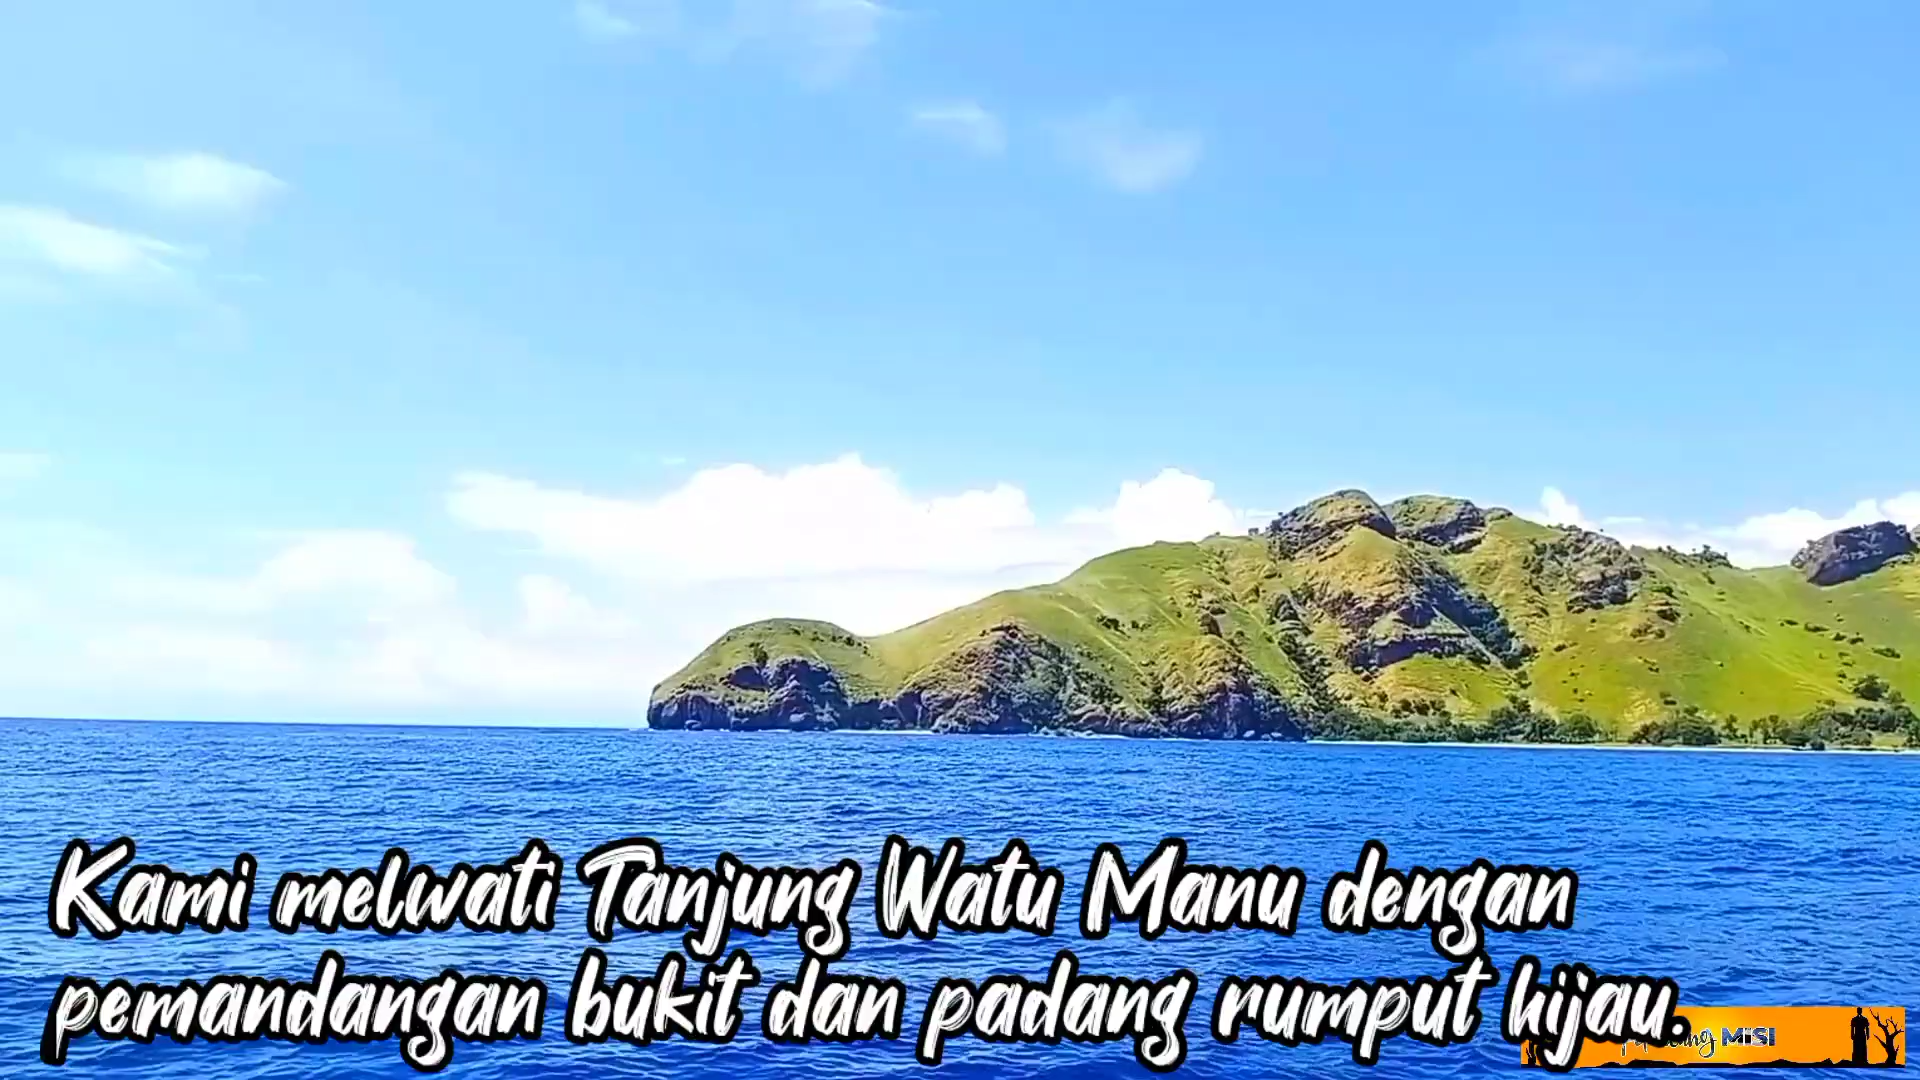 Kami melwati Tanjung Watu Manu dengan
pemandangan bukit dan padang rumput hijau.
MISI